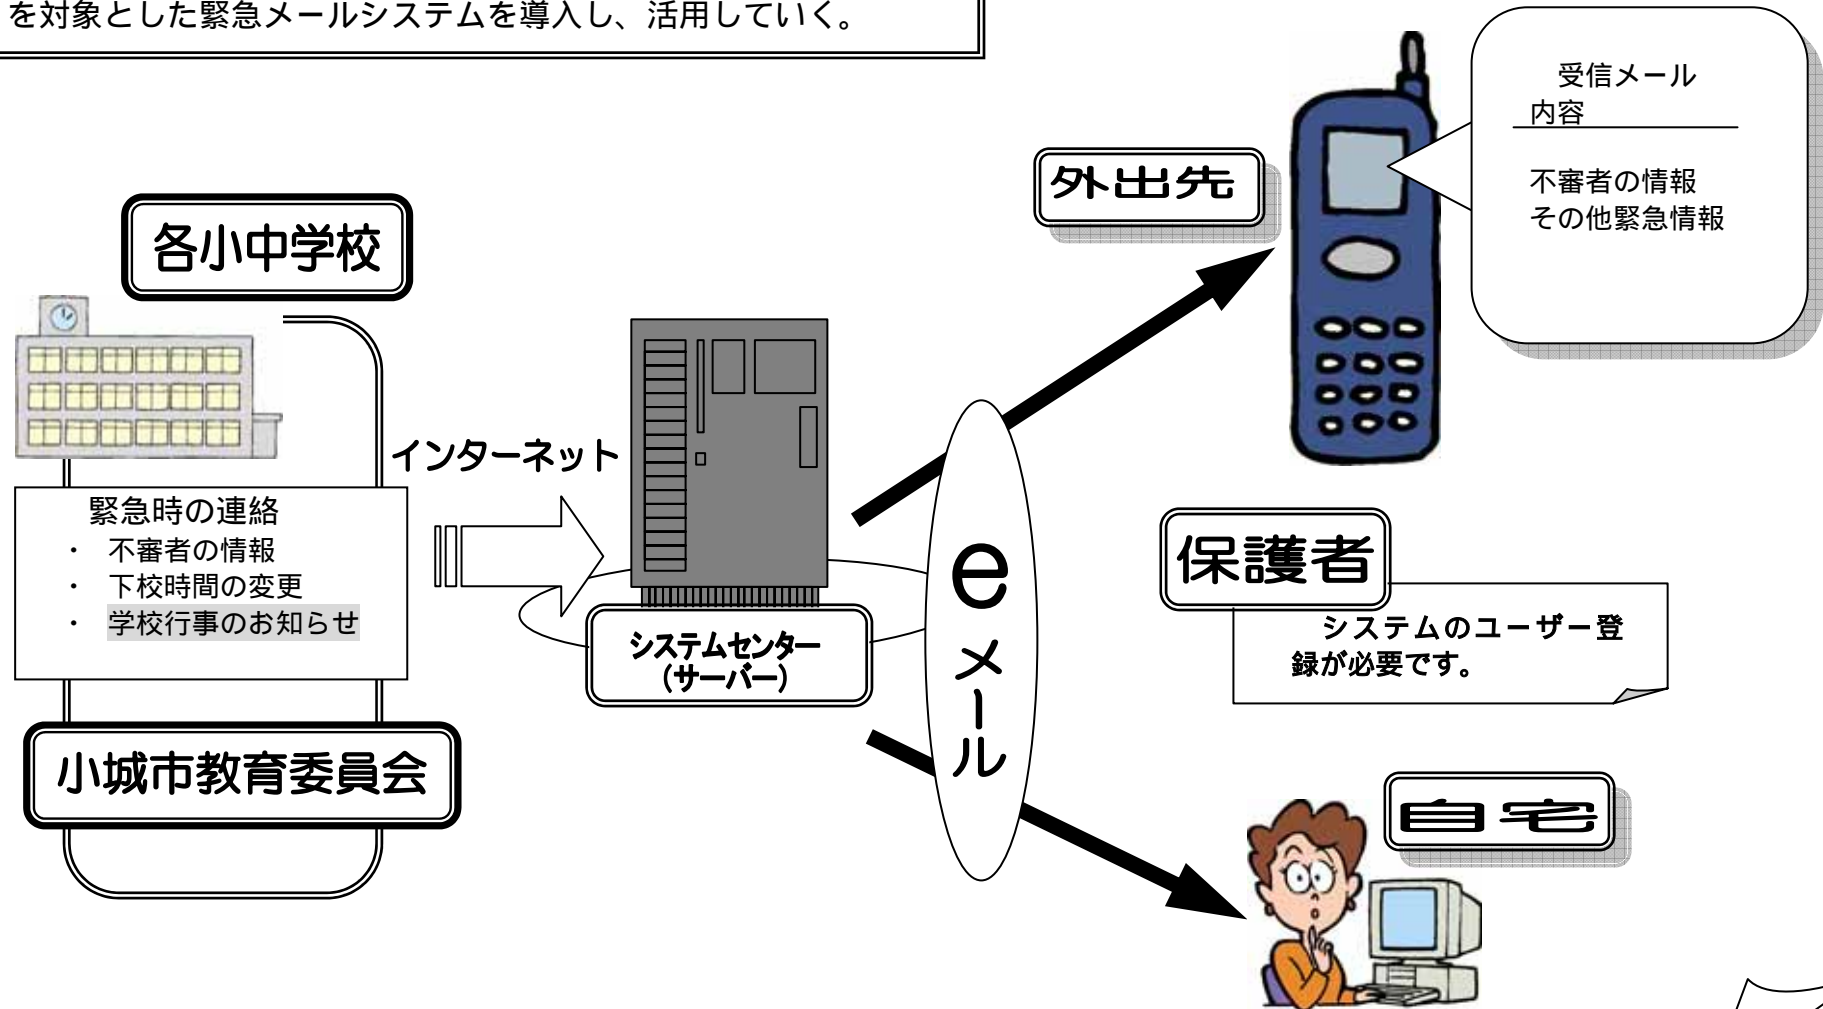 を対象とした緊急メールシステムを導入し、活用していく。
各小中学校
緊急時の連絡
・ 不審者の情報
・ 下校時間の変更
・ 学校行事のお知らせ
小城市教育委員会
インターネット
システムセンター
(サーバー)
eメール
外出先
受信メール
内容
不審者の情報
その他緊急情報
保護者
システムのユーザー登
録が必要です。
自宅